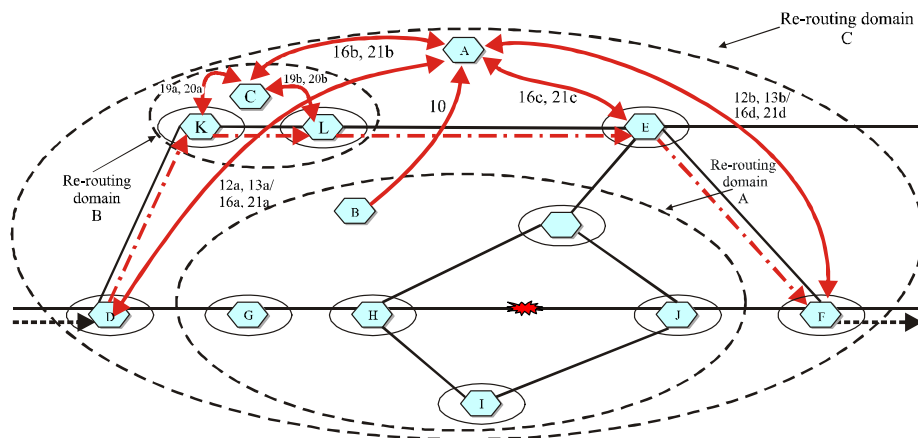 Re-routing domain
C
A
16b, 21b
19a, 20a
19b, 20b
C
10
16c, 21c
12b, 13b/
16d, 21d
K
L
E
Re-routing
domain
B
12a, 13a/
16a, 21a
B
Re-routing
domain
A
D
G
H
J
F
I